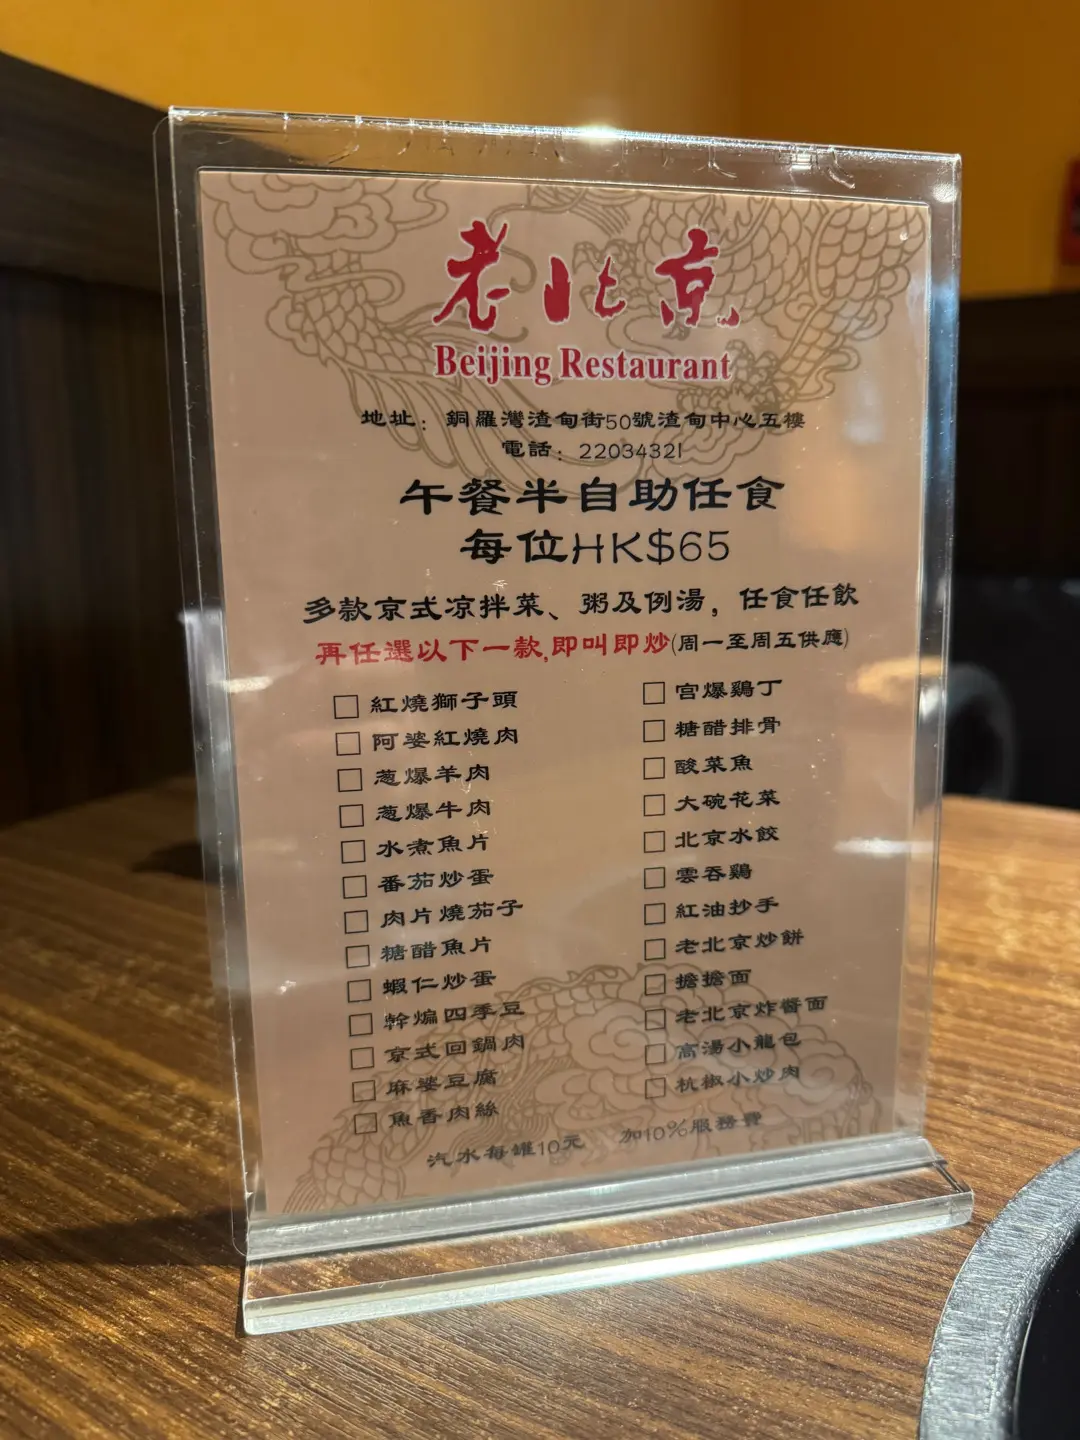 老北京
Beijing Restaurant
地址：銅羅灣渣甸街50號渣甸中心五樓
電話：22034321
午餐半自助任食
每位HK$65
多款京式凉拌菜、粥及例湯，任食任飲
再任選以下一款,即叫即炒(周一至周五供應)
紅燒獅子頭
阿婆紅燒肉
葱爆羊肉
葱爆牛肉
水煮魚片
番茄炒蛋
肉片燒茄子
糖醋魚片
蝦仁炒蛋
幹煸四季豆
京式回鍋肉
麻婆豆腐
魚香肉絲
宫爆鷄丁
糖醋排骨
酸菜魚
大碗花菜
北京水餃
雲吞鷄
紅油抄手
老北京炒餅
擔擔面
老北京炸醬面
高湯小龍包
杭椒小炒肉
汽水每罐10元 加10%服務費